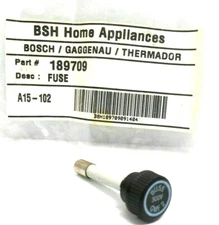 BSH Home Appliances
BOSCH / GAGGENAU / THERMADOR
Part # 189709
Desc: FUSE
A15-102